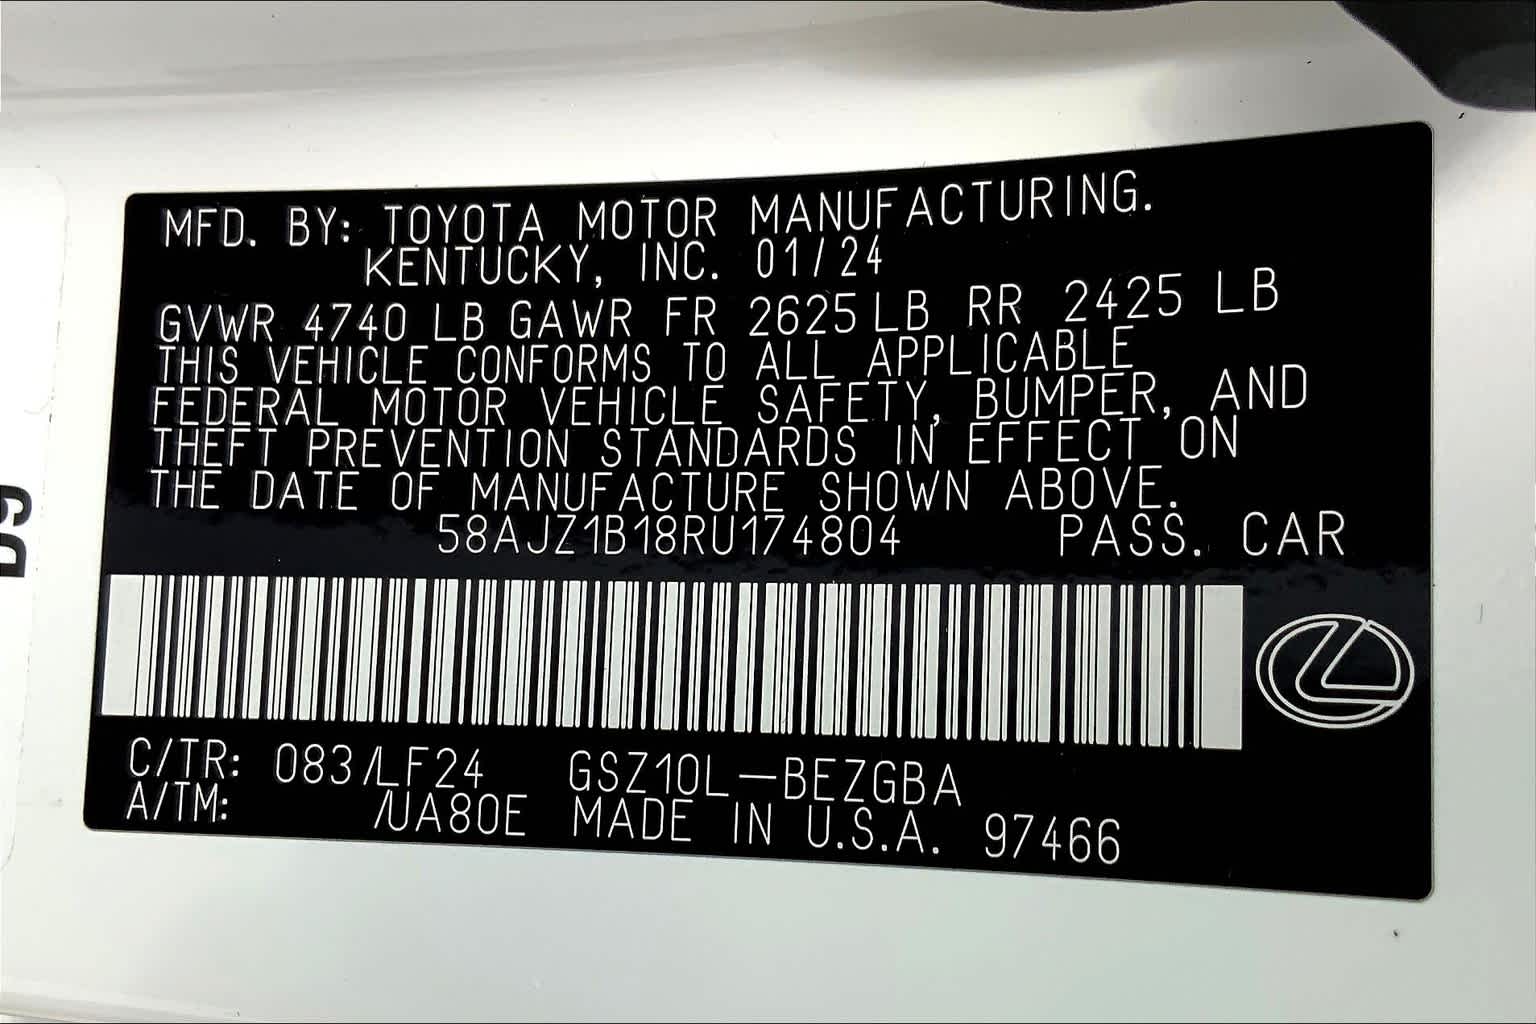 MFD. BY: TOYOTA MOTOR MANUFACTURING.
KENTUCKY, INC. 01/24
GVWR 4740 LB GAWR FR 2625 LB RR 2425 LB
THIS VEHICLE CONFORMS TO ALL APPLICABLE
FEDERAL MOTOR VEHICLE SAFETY, BUMPER, AND
THEFT PREVENTION STANDARDS IN EFFECT ON
THE DATE OF MANUFACTURE SHOWN ABOVE.
58AJZ1B18RU174804 PASS. CAR
C/TR: 083/LF24 GSZ10L-BEZGBA
A/TM: /UA80E MADE IN U.S.A. 97466